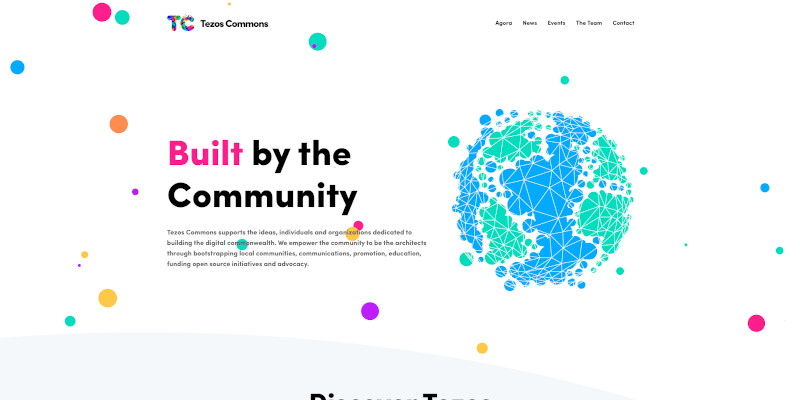 TC Tezos Commons
Agora News Events The Team Contact
Built by the
Community
Tezos Commons supports the ideas, individuals and organizations dedicated to
building the digital commonwealth. We empower the community to be the architects
through bootstrapping local communities, communications, promotion, education,
funding open source initiatives and advocacy.
Discover Tezos